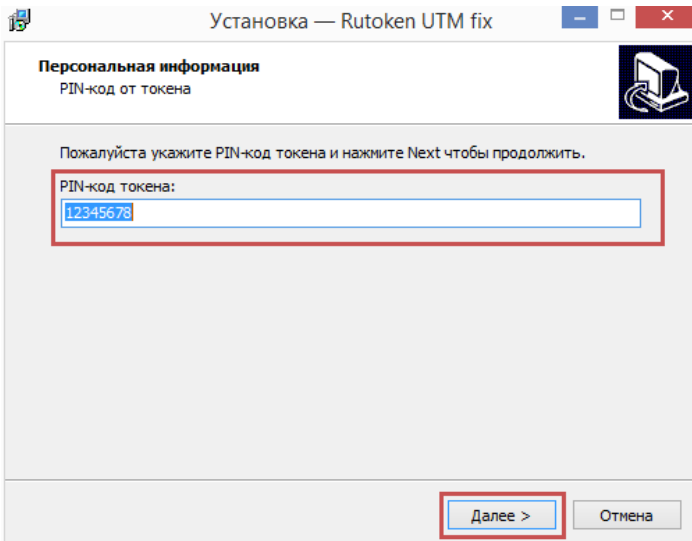 Установка — Rutoken UTM fix
Персональная информация
PIN-код от токена
Пожалуйста укажите PIN-код токена и нажмите Next чтобы продолжить.
PIN-код токена:
12345678
Далее >
Отмена